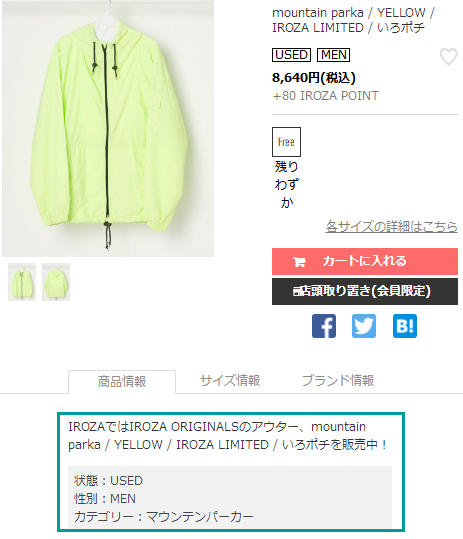 mountain parka / YELLOW /
IROZA LIMITED / いろポチ
USED MEN
8,640円(税込)
+80 IROZA POINT
Free
残り
わず
か
各サイズの詳細はこちら
カートに入れる
店頭取り置き(会員限定)
B!
商品情報 サイズ情報 ブランド情報
IROZAではIROZA ORIGINALSのアウター、mountain
parka / YELLOW / IROZA LIMITED / いろポチを販売中！
状態：USED
性別：MEN
カテゴリー：マウンテンパーカー